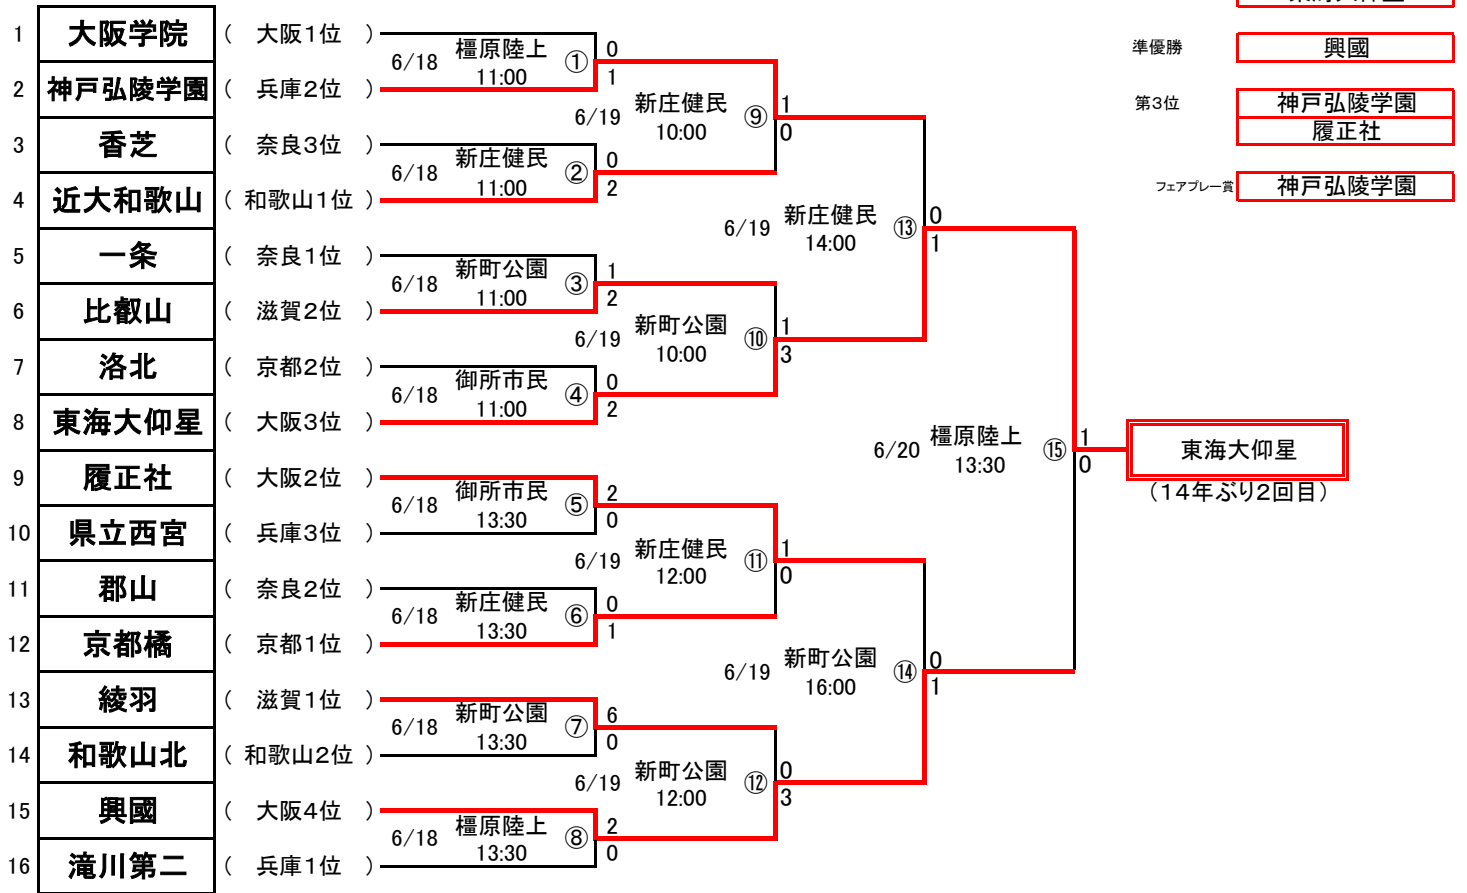 1 大阪学院 ( 大阪1位 )
6/18 橿原陸上 11:00 ① 0 1
2 神戸弘陵学園 ( 兵庫2位 )
6/19 新庄健民 10:00 ⑨ 1 0
3 香芝 ( 奈良3位 )
6/18 新庄健民 11:00 ② 0 2
4 近大和歌山 ( 和歌山1位 )
6/19 新庄健民 14:00 ⑬ 0 1
5 一条 ( 奈良1位 )
6/18 新町公園 11:00 ③ 1 2
6 比叡山 ( 滋賀2位 )
6/19 新町公園 10:00 ⑩ 1 3
7 洛北 ( 京都2位 )
6/18 御所市民 11:00 ④ 0 2
8 東海大仰星 ( 大阪3位 )
6/20 橿原陸上 13:30 ⑮ 1 0
東海大仰星
(14年ぶり2回目)
9 履正社 ( 大阪2位 )
6/18 御所市民 13:30 ⑤ 2 0
10 県立西宮 ( 兵庫3位 )
6/19 新庄健民 12:00 ⑪ 1 0
11 郡山 ( 奈良2位 )
6/18 新庄健民 13:30 ⑥ 0 1
12 京都橘 ( 京都1位 )
6/19 新町公園 16:00 ⑭ 0 1
13 綾羽 ( 滋賀1位 )
6/18 新町公園 13:30 ⑦ 6 0
14 和歌山北 ( 和歌山2位 )
6/19 新町公園 12:00 ⑫ 0 3
15 興國 ( 大阪4位 )
6/18 橿原陸上 13:30 ⑧ 2 0
16 滝川第二 ( 兵庫1位 )
準優勝 興國
第3位 神戸弘陵学園
履正社
フェアプレー賞 神戸弘陵学園